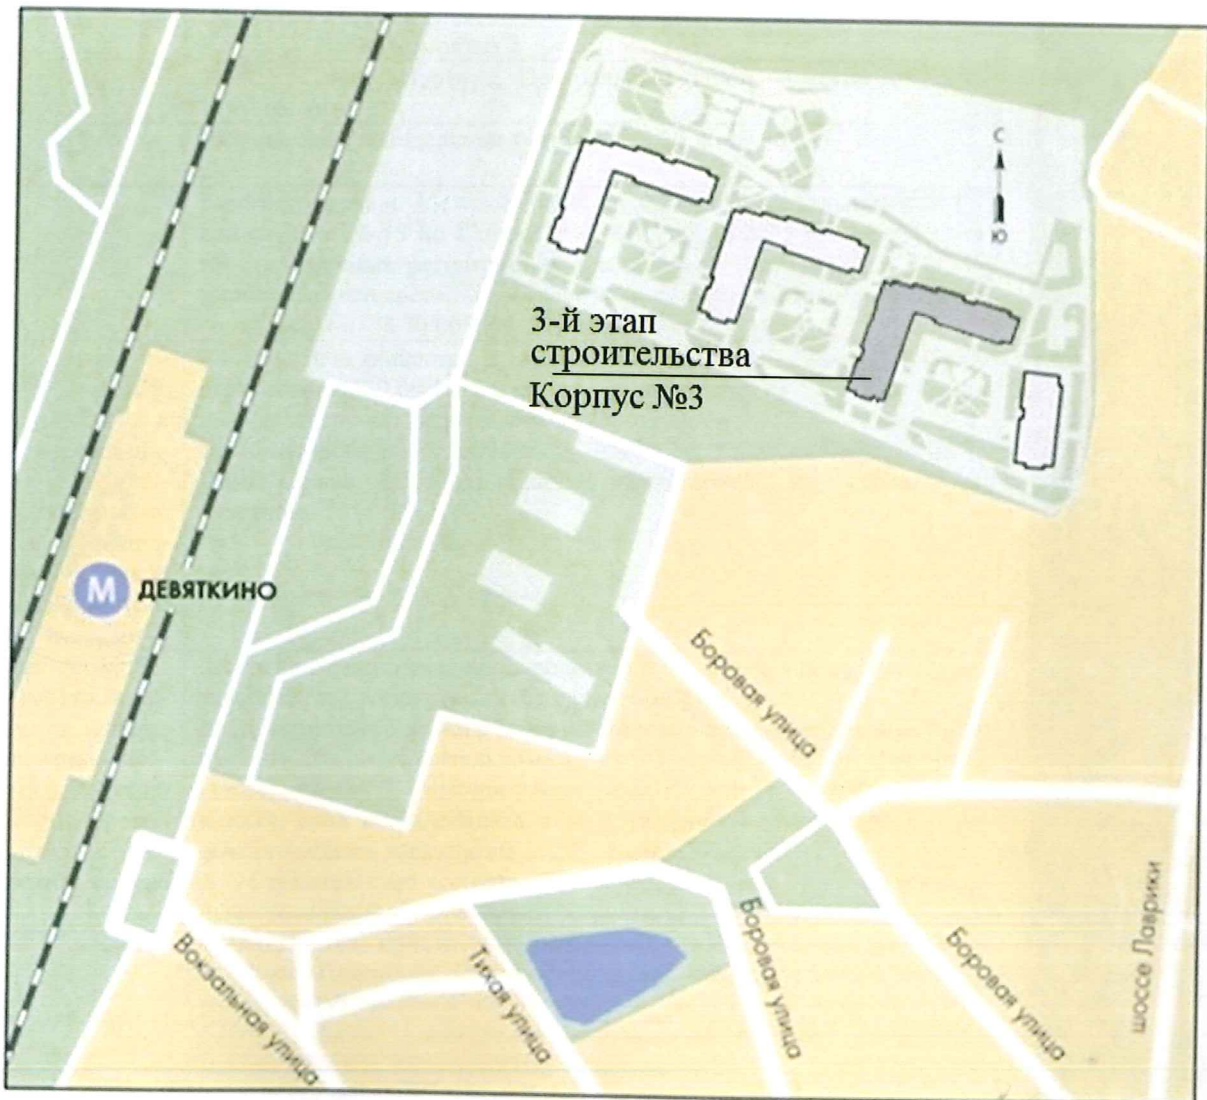 С
Ю
3-й этап
строительства
Корпус №3
М
ДЕВЯТКИНО
Боровая улица
Вокзальная улица
Тихая улица
Боровая улица
Боровая улица
шоссе Лаврики